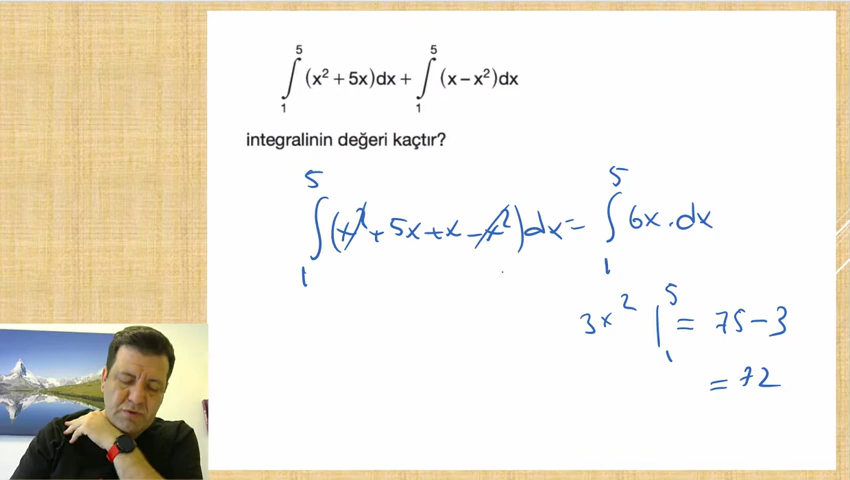 ∫₁⁵ (x² + 5x)dx + ∫₁⁵ (x – x²)dx
integralinin değeri kaçtır?
∫₁⁵ (x² + 5x + x – x²) dx = ∫₁⁵ 6x · dx
3x² |₁⁵ = 75 – 3
= 72